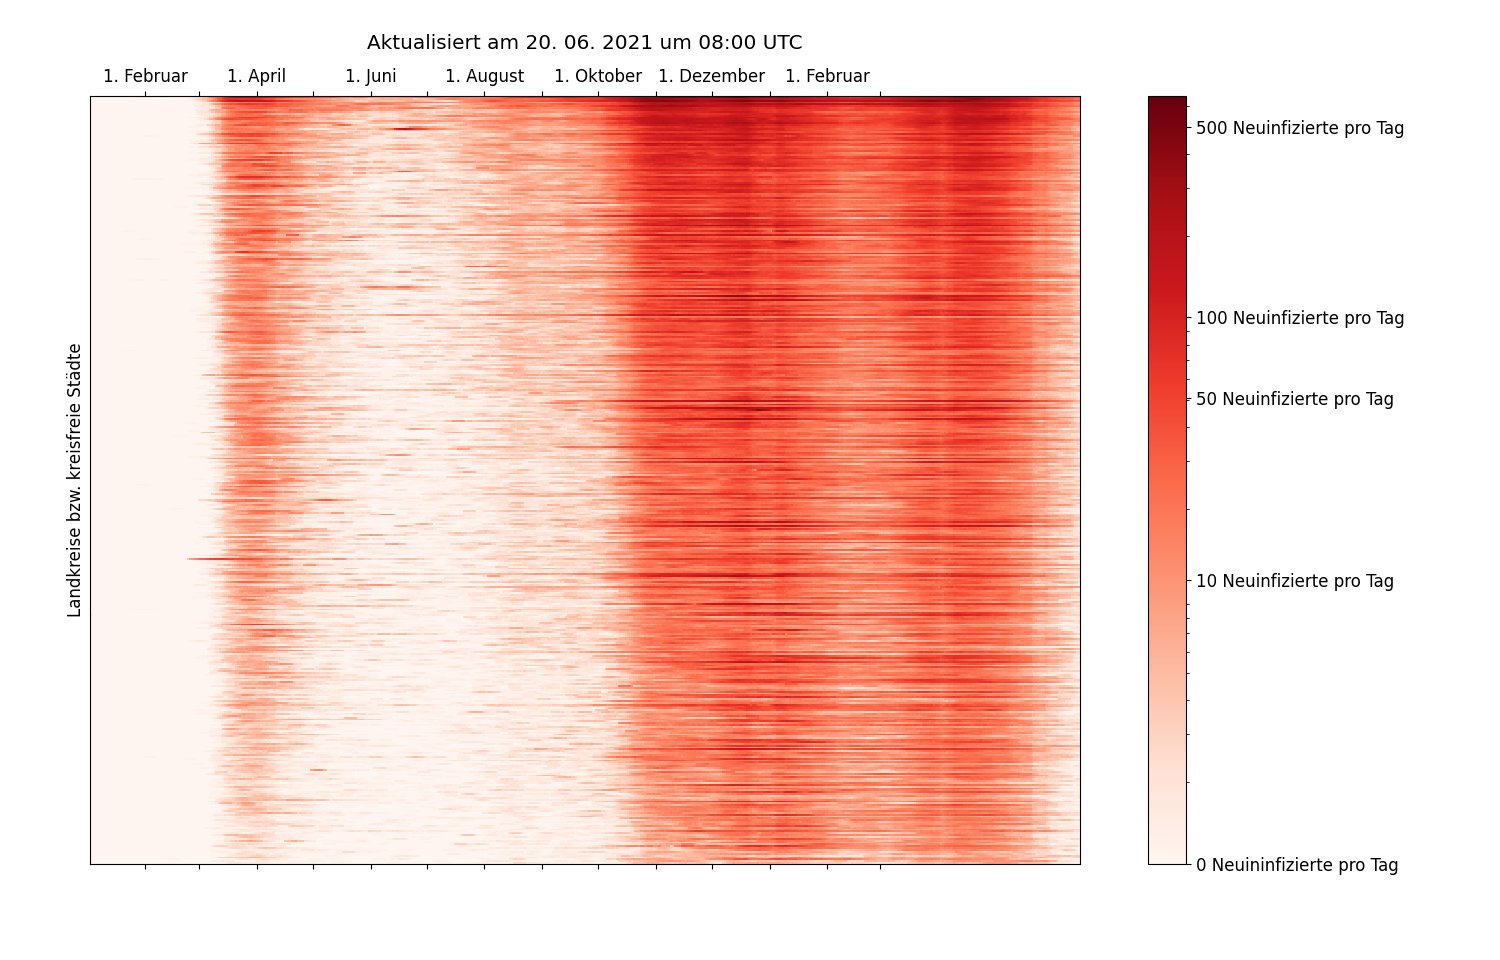 Aktualisiert am 20. 06. 2021 um 08:00 UTC
1. Februar 1. April 1. Juni 1. August 1. Oktober 1. Dezember 1. Februar
Landkreise bzw. kreisfreie Städte
500 Neuinfizierte pro Tag
100 Neuinfizierte pro Tag
50 Neuinfizierte pro Tag
10 Neuinfizierte pro Tag
0 Neuininfizierte pro Tag